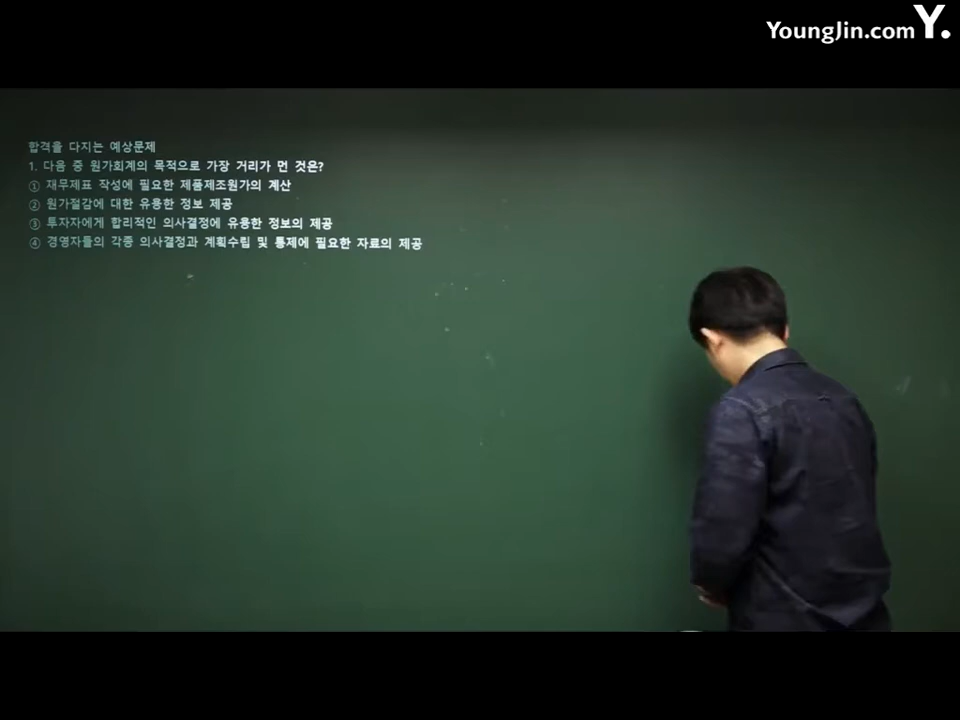 YoungJin.com Y.
합격을 다지는 예상문제
1. 다음 중 원가회계의 목적으로 가장 거리가 먼 것은?
① 재무제표 작성에 필요한 제품제조원가의 계산
② 원가절감에 대한 유용한 정보 제공
③ 투자자에게 합리적인 의사결정에 유용한 정보의 제공
④ 경영자들의 각종 의사결정과 계획수립 및 통제에 필요한 자료의 제공